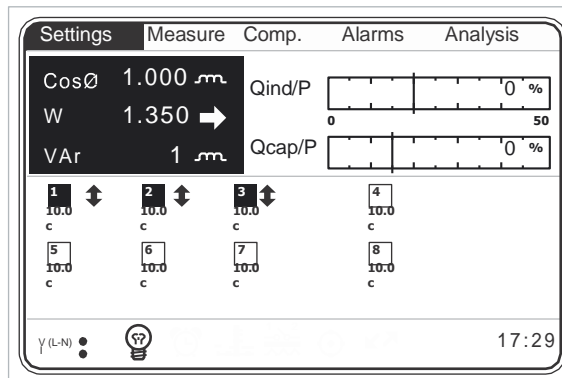 Settings Measure Comp. Alarms Analysis
CosØ 1.000
W 1.350
VAr 1
Qind/P 0 %
0 50
Qcap/P 0 %
1 2 3 4
10.0 10.0 10.0 10.0
c c c c
5 6 7 8
10.0 10.0 10.0 10.0
c c c c
V (L-N)
I
17:29